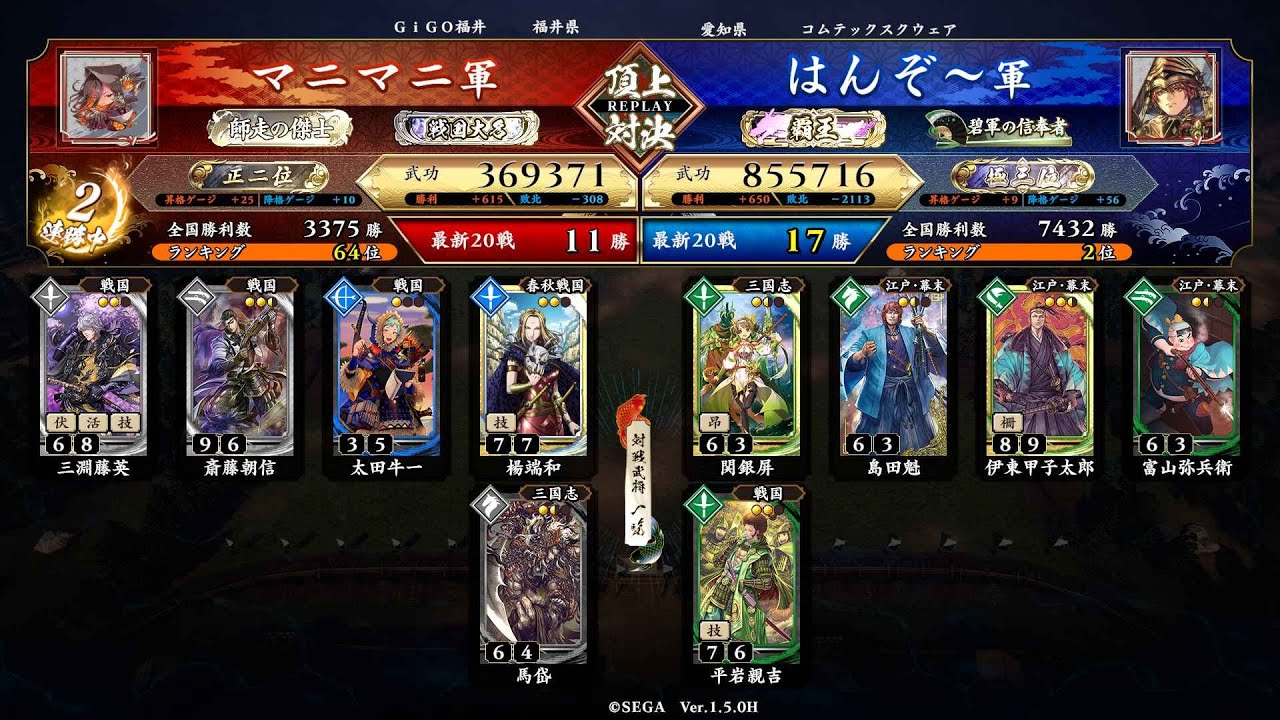 GiGO福井 福井県
愛知県 コムテックスクウェア
マニマニ軍
頂上
REPLAY
対決
はんぞ〜軍
師走の傑士
戦国大名
覇王
碧軍の信奉者
2
連勝中
正二位
昇格ゲージ +25 降格ゲージ +10
武功 369371
勝利 +615 敗北 -308
武功 855716
勝利 +650 敗北 -2113
極三位
昇格ゲージ +9 降格ゲージ +56
全国勝利数 3375勝
ランキング 64位
最新20戦 11勝
最新20戦 17勝
全国勝利数 7432勝
ランキング 2位
戦国
伏 活 技
6 8
三淵藤英
戦国
9 6
斎藤朝信
戦国
3 5
太田牛一
春秋戦国
技
7 7
楊端和
三国志
昂
6 3
関銀屏
江戸・幕末
6 3
島田魁
江戸・幕末
柵
8 9
伊東甲子太郎
江戸・幕末
6 3
富山弥兵衛
対戦武将一覧
三国志
6 4
馬岱
戦国
技
7 6
平岩親吉
©SEGA Ver.1.5.0H